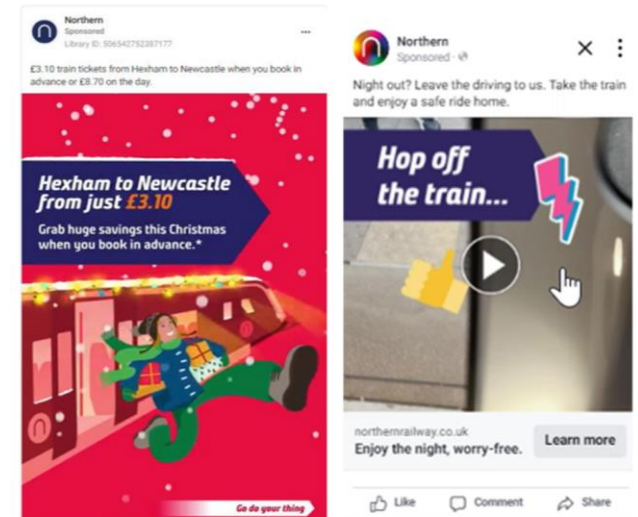 Northern
Sponsored
Library ID: 506542752387177
£3.10 train tickets from Hexham to Newcastle when you book in
advance or £8.70 on the day.
Hexham to Newcastle
from just £3.10
Grab huge savings this Christmas
when you book in advance.*
Go do your thing
Northern
Sponsored ·
Night out? Leave the driving to us. Take the train
and enjoy a safe ride home.
Hop off
the train...
northernrailway.co.uk
Enjoy the night, worry-free.
Learn more
Like
Comment
Share